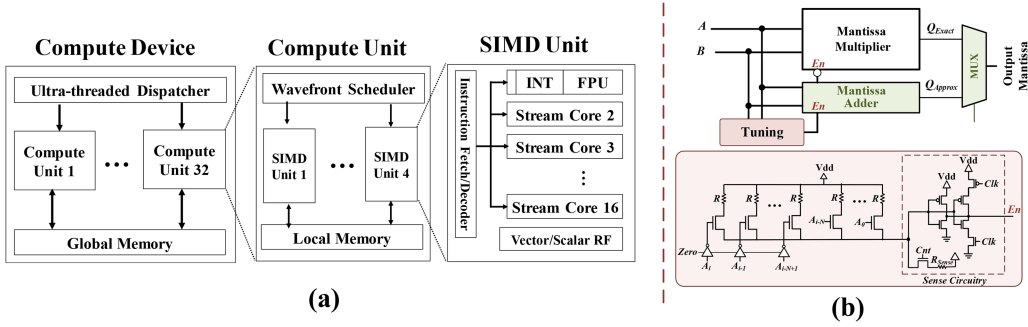 Compute Device
Ultra-threaded Dispatcher
Compute Unit 1
...
Compute Unit 32
Global Memory
Compute Unit
Wavefront Scheduler
SIMD Unit 1
...
SIMD Unit 4
Local Memory
SIMD Unit
Instruction Fetch/Decoder
INT FPU
Stream Core 2
Stream Core 3
...
Stream Core 16
Vector/Scalar RF
(a)
A
B
Mantissa Multiplier
En
Q_Exact
Mantissa Adder
En
Q_Approx
MUX
Output Mantissa
Tuning
Vdd
R R R R R
... ...
A_i-N
A_0
Zero
A_i A_i-1 A_i-N+1
Vdd
Vdd
Clk
En
Clk
Cnt
R_Sense
Sense Circuitry
(b)